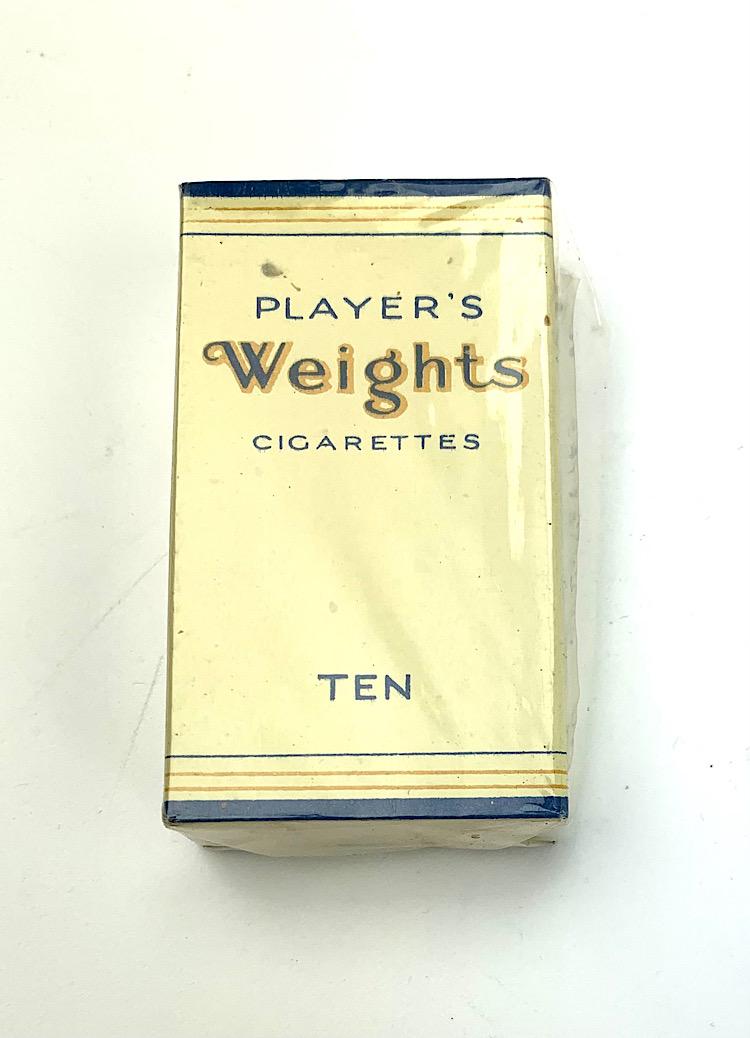 PLAYER'S
Weights
CIGARETTES
TEN